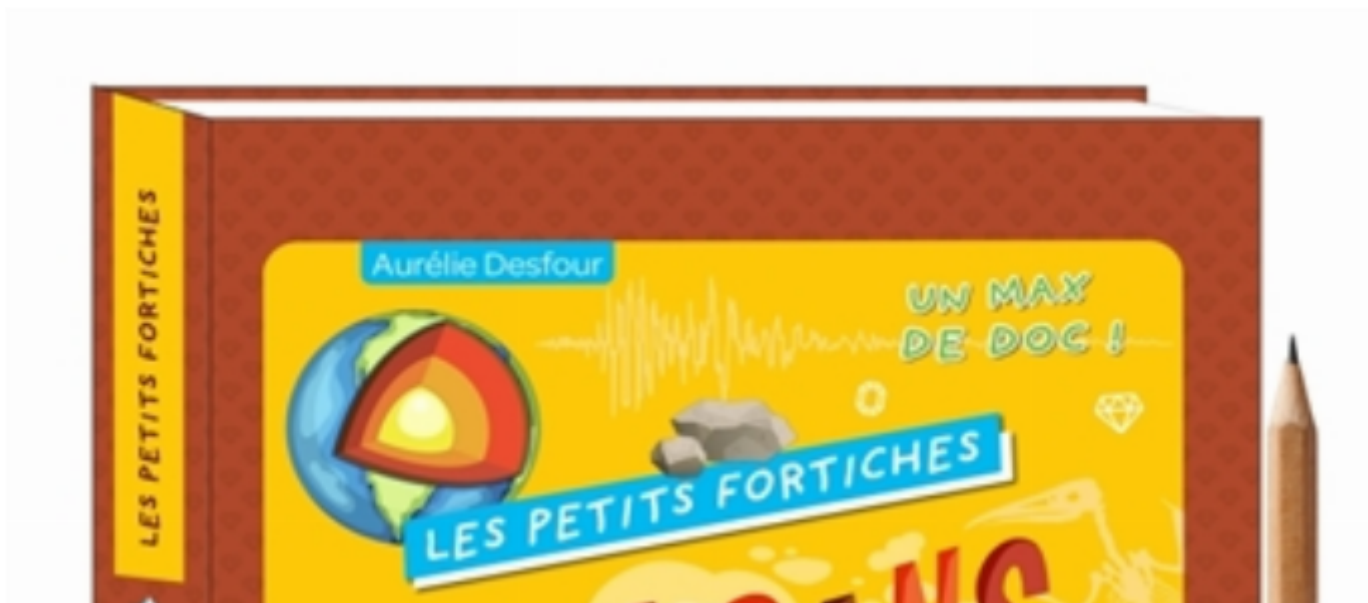 LES PETITS FORTICHES
Aurélie Desfour
UN MAX
DE DOC !
LES PETITS FORTICHES